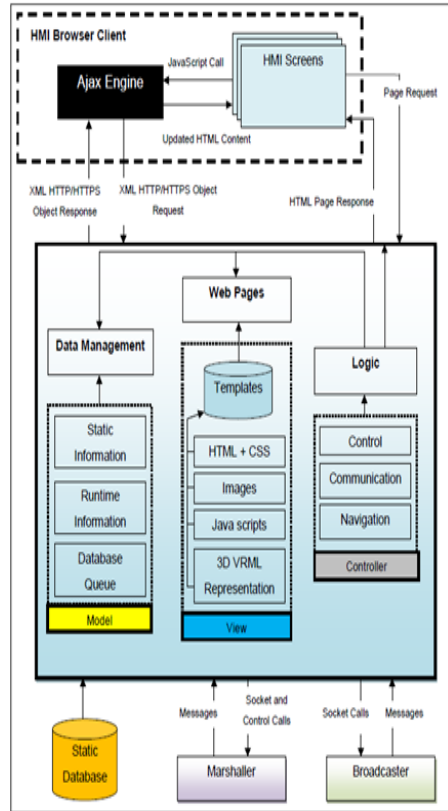 HMI Browser Client
JavaScript Call
HMI Screens
Ajax Engine
Page Request
Updated HTML Content
XML HTTP/HTTPS
Object Response
XML HTTP/HTTPS Object
Request
HTML Page Response
Web Pages
Data Management
Logic
Templates
Static
Information
Runtime
Information
Database
Queue
Model
HTML + CSS
Images
Java scripts
3D VRML
Representation
View
Control
Communication
Navigation
Controller
Messages
Socket and
Control Calls
Socket Calls
Messages
Static
Database
Marshaller
Broadcaster